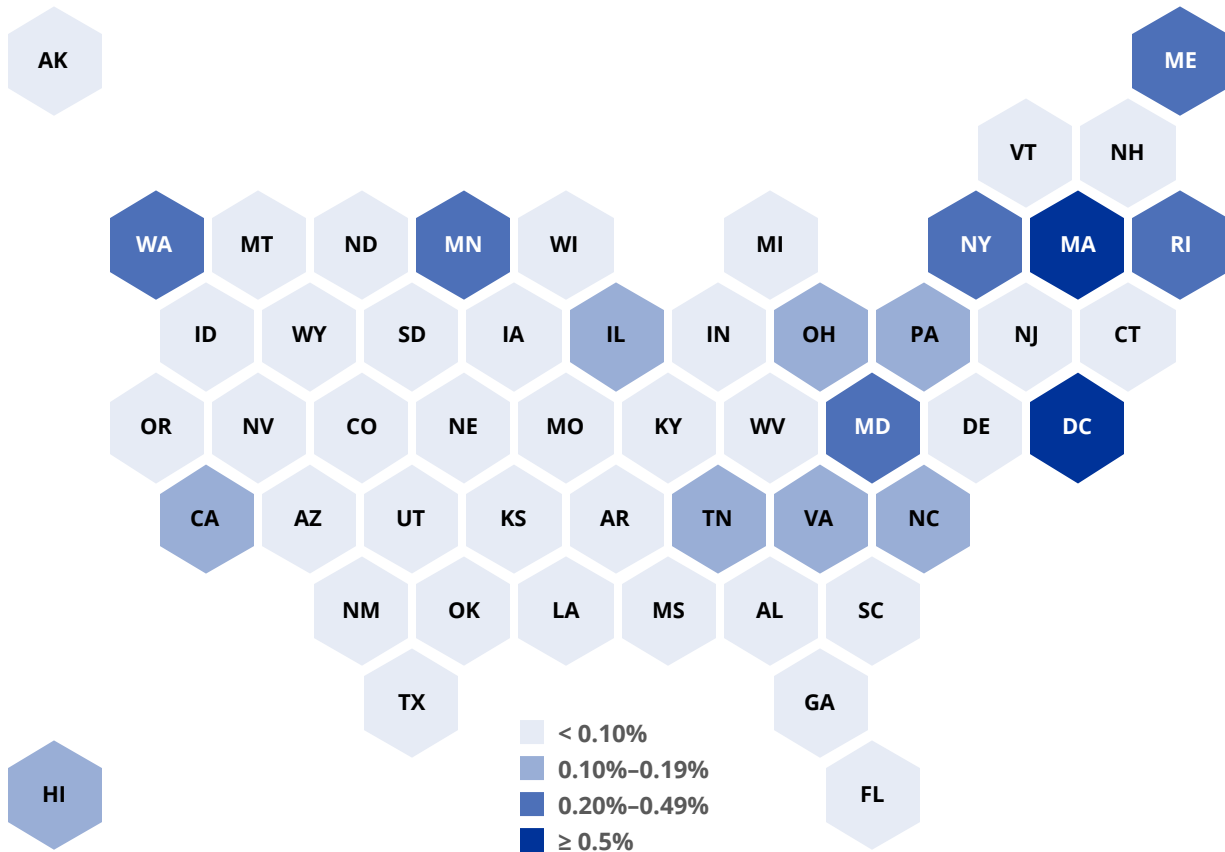 AK ME
VT NH
WA MT ND MN WI MI NY MA RI
ID WY SD IA IL IN OH PA NJ CT
OR NV CO NE MO KY WV MD DE DC
CA AZ UT KS AR TN VA NC
NM OK LA MS AL SC
TX GA
< 0.10%
0.10%–0.19%
HI FL
0.20%–0.49%
≥ 0.5%